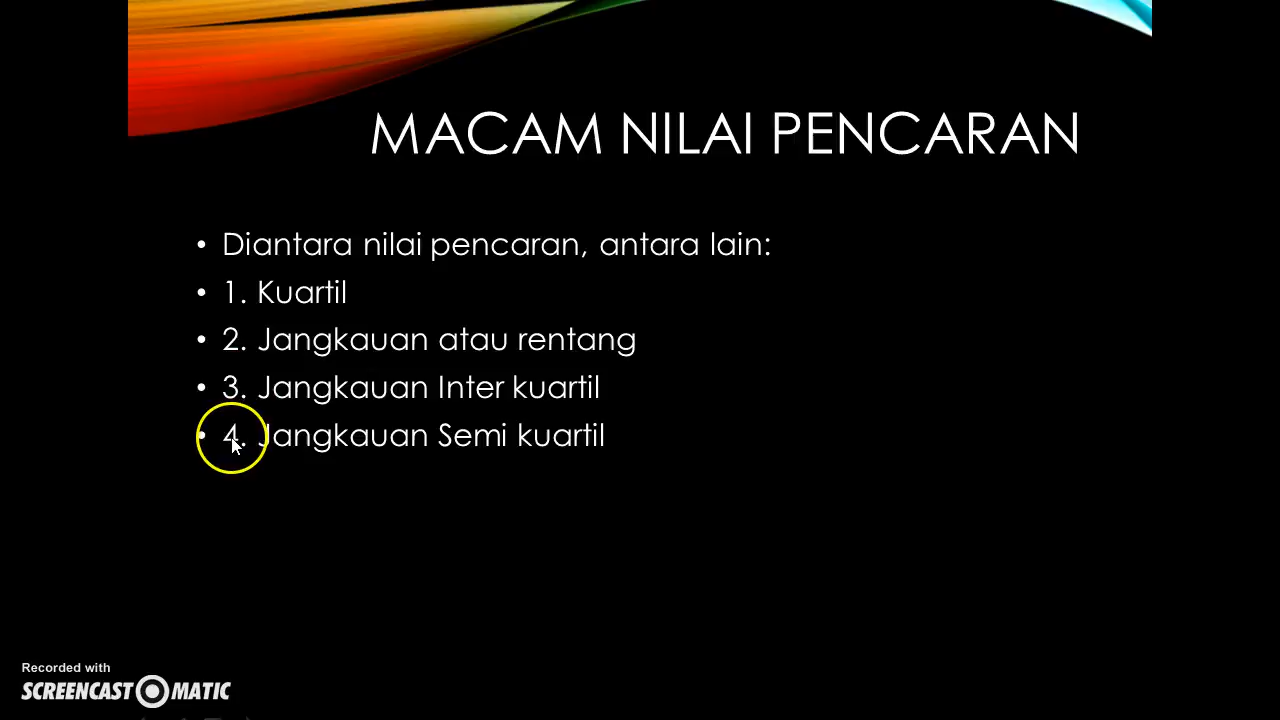 MACAM NILAI PENCARAN
• Diantara nilai pencaran, antara lain:
• 1. Kuartil
• 2. Jangkauan atau rentang
• 3. Jangkauan Inter kuartil
• 4. Jangkauan Semi kuartil
Recorded with
SCREENCAST MATIC